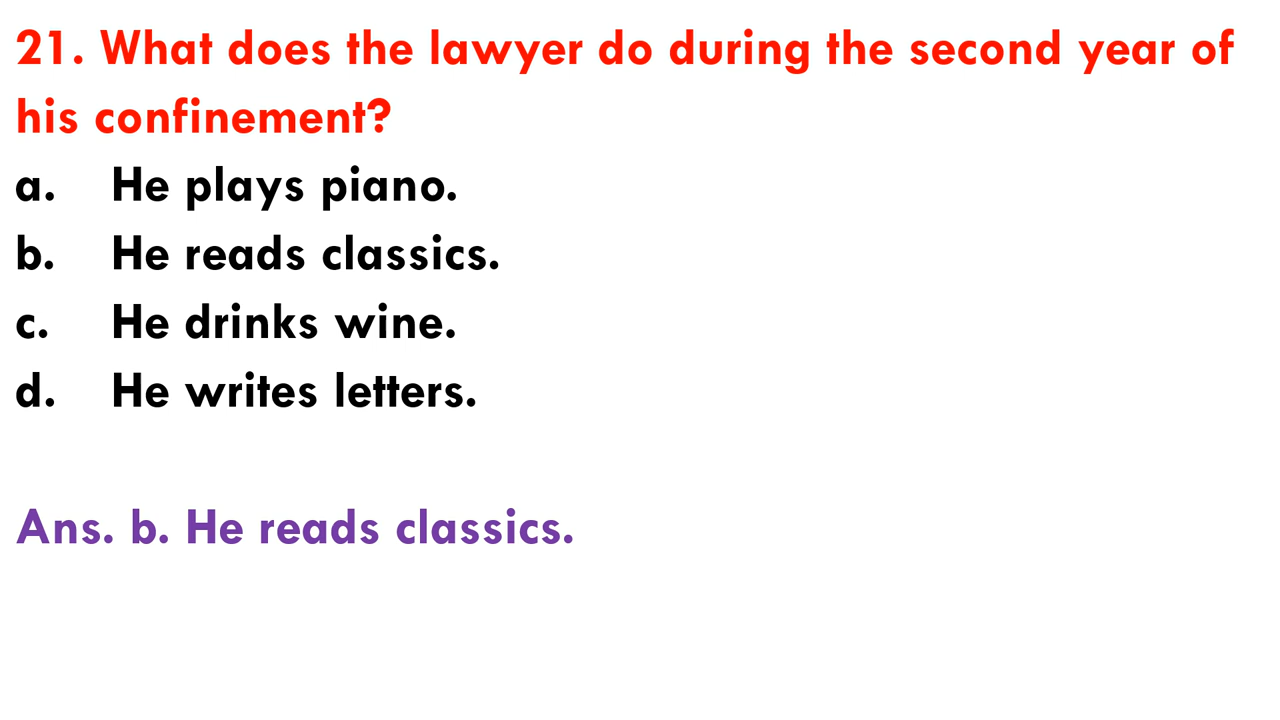 21. What does the lawyer do during the second year of
his confinement?
a. He plays piano.
b. He reads classics.
c. He drinks wine.
d. He writes letters.
Ans. b. He reads classics.